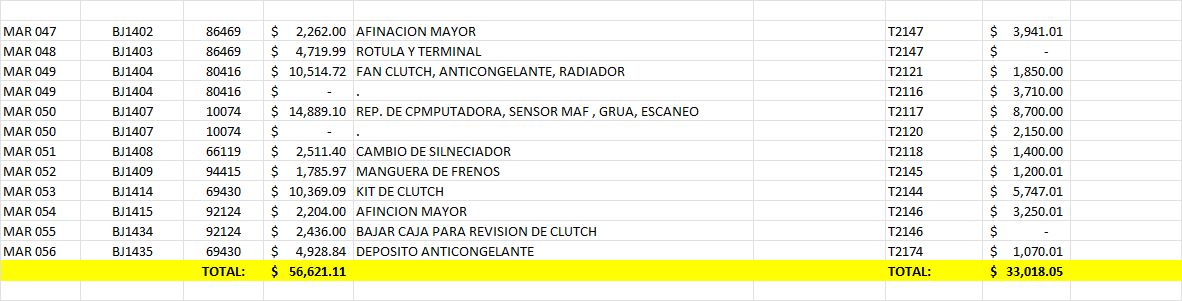 MAR 047 BJ1402 86469 $ 2,262.00 AFINACION MAYOR T2147 $ 3,941.01
MAR 048 BJ1403 86469 $ 4,719.99 ROTULA Y TERMINAL T2147 $ -
MAR 049 BJ1404 80416 $ 10,514.72 FAN CLUTCH, ANTICONGELANTE, RADIADOR T2121 $ 1,850.00
MAR 049 BJ1404 80416 $ - . T2116 $ 3,710.00
MAR 050 BJ1407 10074 $ 14,889.10 REP. DE CPMPUTADORA, SENSOR MAF , GRUA, ESCANEO T2117 $ 8,700.00
MAR 050 BJ1407 10074 $ - . T2120 $ 2,150.00
MAR 051 BJ1408 66119 $ 2,511.40 CAMBIO DE SILNECIADOR T2118 $ 1,400.00
MAR 052 BJ1409 94415 $ 1,785.97 MANGUERA DE FRENOS T2145 $ 1,200.01
MAR 053 BJ1414 69430 $ 10,369.09 KIT DE CLUTCH T2144 $ 5,747.01
MAR 054 BJ1415 92124 $ 2,204.00 AFINCION MAYOR T2146 $ 3,250.01
MAR 055 BJ1434 92124 $ 2,436.00 BAJAR CAJA PARA REVISION DE CLUTCH T2146 $ -
MAR 056 BJ1435 69430 $ 4,928.84 DEPOSITO ANTICONGELANTE T2174 $ 1,070.01
TOTAL: $ 56,621.11 TOTAL: $ 33,018.05